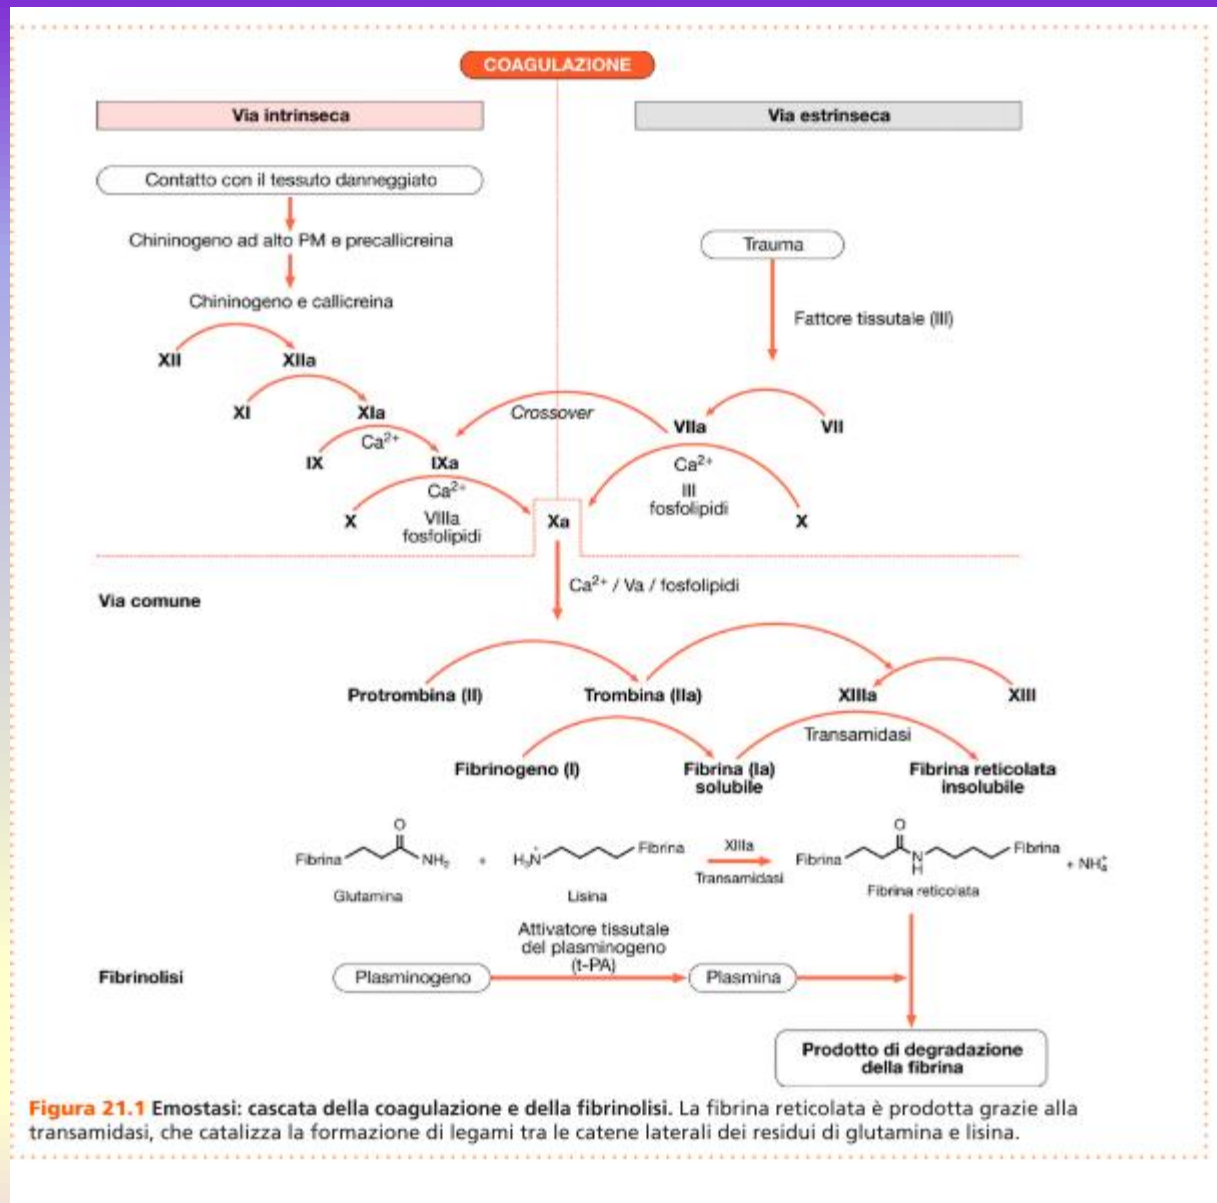 COAGULAZIONE
Via intrinseca
Via estrinseca
Contatto con il tessuto danneggiato
Chininogeno ad alto PM e precallicreina
Trauma
Chininogeno e callicreina
Fattore tissutale (III)
XII
XIIa
XI
XIa
Crossover
VIIa
VII
Ca²⁺
IX
IXa
Ca²⁺
Ca²⁺
III
fosfolipidi
X
VIIIa
fosfolipidi
Xa
X
Ca²⁺ / Va / fosfolipidi
Via comune
Protrombina (II)
Trombina (IIa)
XIIIa
XIII
Transamidasi
Fibrinogeno (I)
Fibrina (Ia)
solubile
Fibrina reticolata
insolubile
O
Fibrina
NH₂
+
H₃N⁺
Fibrina
XIIIa
Transamidasi
O
Fibrina
N
H
Fibrina
+ NH₄⁺
Glutamina
Lisina
Fibrina reticolata
Attivatore tissutale
del plasminogeno
(t-PA)
Fibrinolisi
Plasminogeno
Plasmina
Prodotto di degradazione
della fibrina
Figura 21.1 Emostasi: cascata della coagulazione e della fibrinolisi. La fibrina reticolata è prodotta grazie alla
transamidasi, che catalizza la formazione di legami tra le catene laterali dei residui di glutamina e lisina.